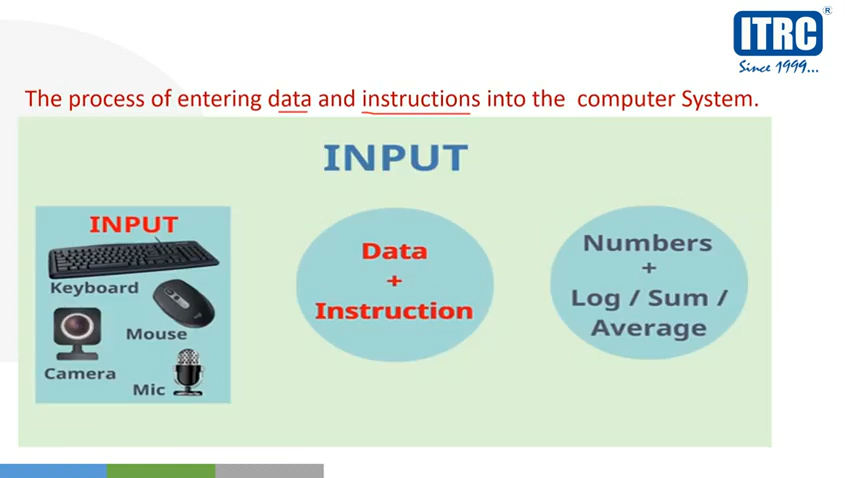 ITRC
®
Since 1999...
The process of entering data and instructions into the computer System.
INPUT
INPUT
Keyboard
Mouse
Camera
Mic
Data
+
Instruction
Numbers
+
Log / Sum /
Average